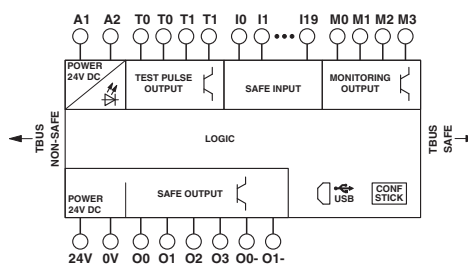 A1 A2 T0 T0 T1 T1 I0 I1 ••• I19 M0 M1 M2 M3
POWER
24V DC
TEST PULSE
OUTPUT
SAFE INPUT
MONITORING
OUTPUT
TBUS
NON-SAFE
LOGIC
TBUS
SAFE
POWER
24V DC
SAFE OUTPUT
USB
CONF
STICK
24V 0V O0 O1 O2 O3 O0- O1-